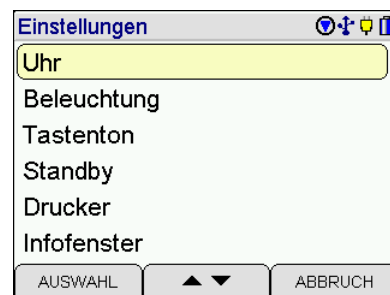 Einstellungen
Uhr
Beleuchtung
Tastenton
Standby
Drucker
Infofenster
AUSWAHL ▲ ▼ ABBRUCH